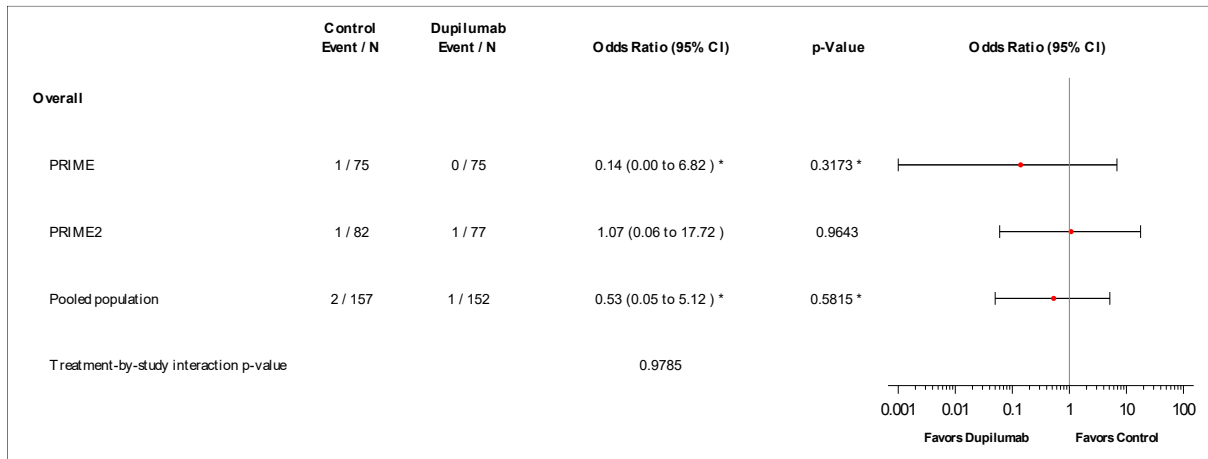 Control Dupilumab
Event / N Event / N Odds Ratio (95% CI) p-Value Odds Ratio (95% CI)
Overall
PRIME 1 / 75 0 / 75 0.14 (0.00 to 6.82 ) * 0.3173 *
PRIME2 1 / 82 1 / 77 1.07 (0.06 to 17.72 ) 0.9643
Pooled population 2 / 157 1 / 152 0.53 (0.05 to 5.12 ) * 0.5815 *
Treatment-by-study interaction p-value 0.9785
0.001 0.01 0.1 1 10 100
Favors Dupilumab Favors Control